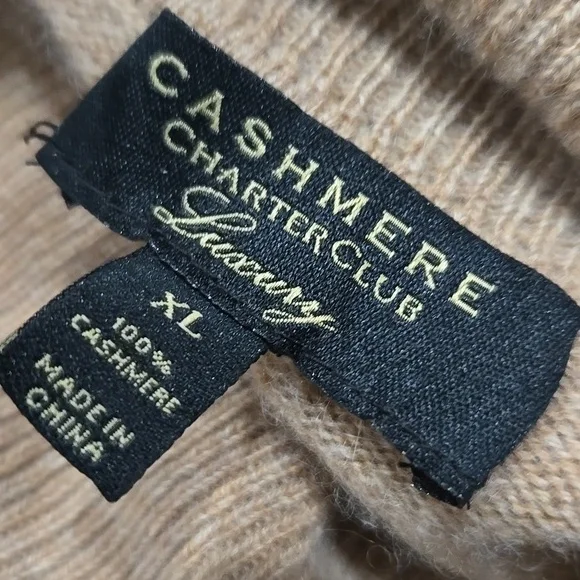 CASHMERE
CHARTER CLUB
Luxury
XL
100%
CASHMERE
MADE IN
CHINA